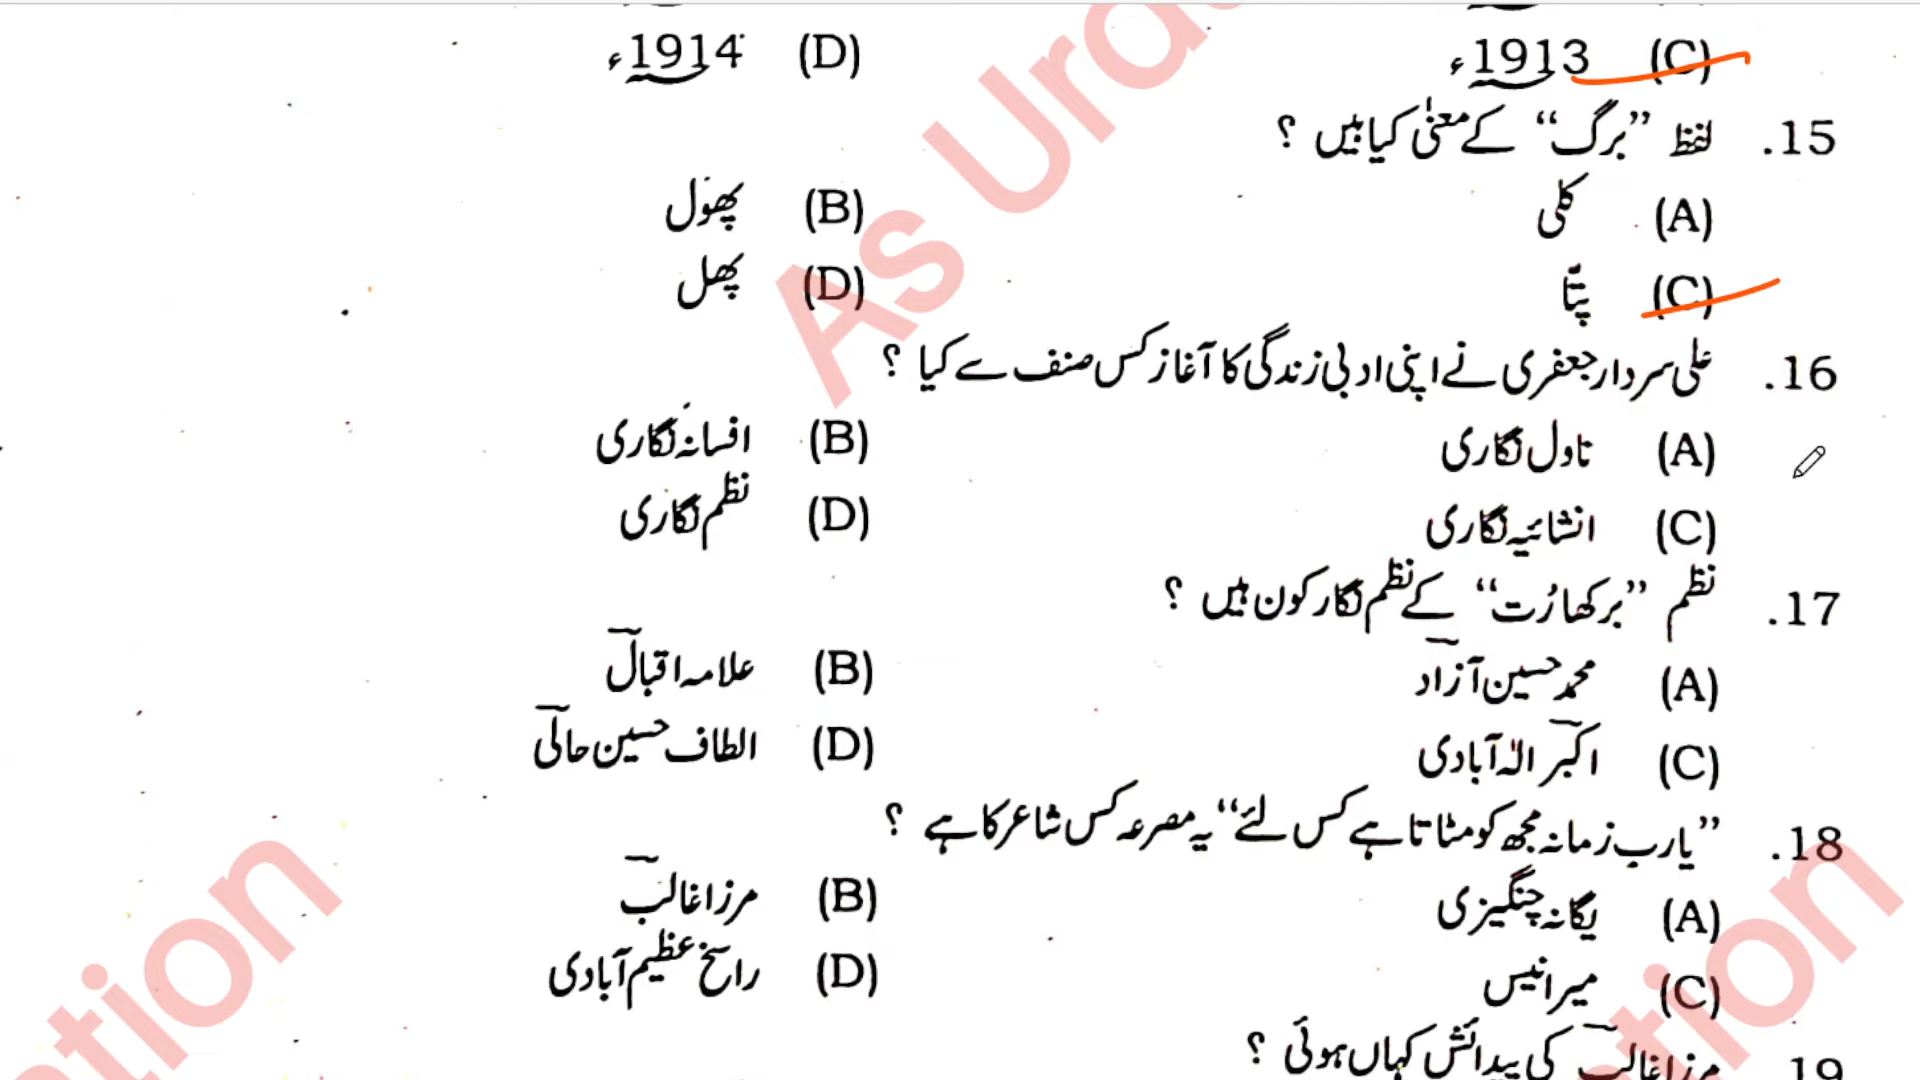 (C) 1913ء (D) 1914ء
15. لفظ ”برگ“ کے معنیٰ کیا ہیں ؟
(A) کلی (B) پھول
(C) پتّا (D) پھل
16. علی سردار جعفری نے اپنی ادبی زندگی کا آغاز کس صنف سے کیا ؟
(A) ناول نگاری (B) افسانہ نگاری
(C) انشائیہ نگاری (D) نظم نگاری
17. نظم ”برکھا رُت“ کے نظم نگار کون ہیں ؟
(A) محمد حسین آزاد (B) علامہ اقبال
(C) اکبر الہٰ آبادی (D) الطاف حسین حالی
18. ”یارب زمانہ مجھ کو مٹاتا ہے کس لئے“ یہ مصرعہ کس شاعر کا ہے ؟
(A) یگانہ چنگیزی (B) مرزا غالب
(C) میر انیس (D) راسخ عظیم آبادی
19. مرزا غالب کی پیدائش کہاں ہوئی ؟
As Urd
tion
tion